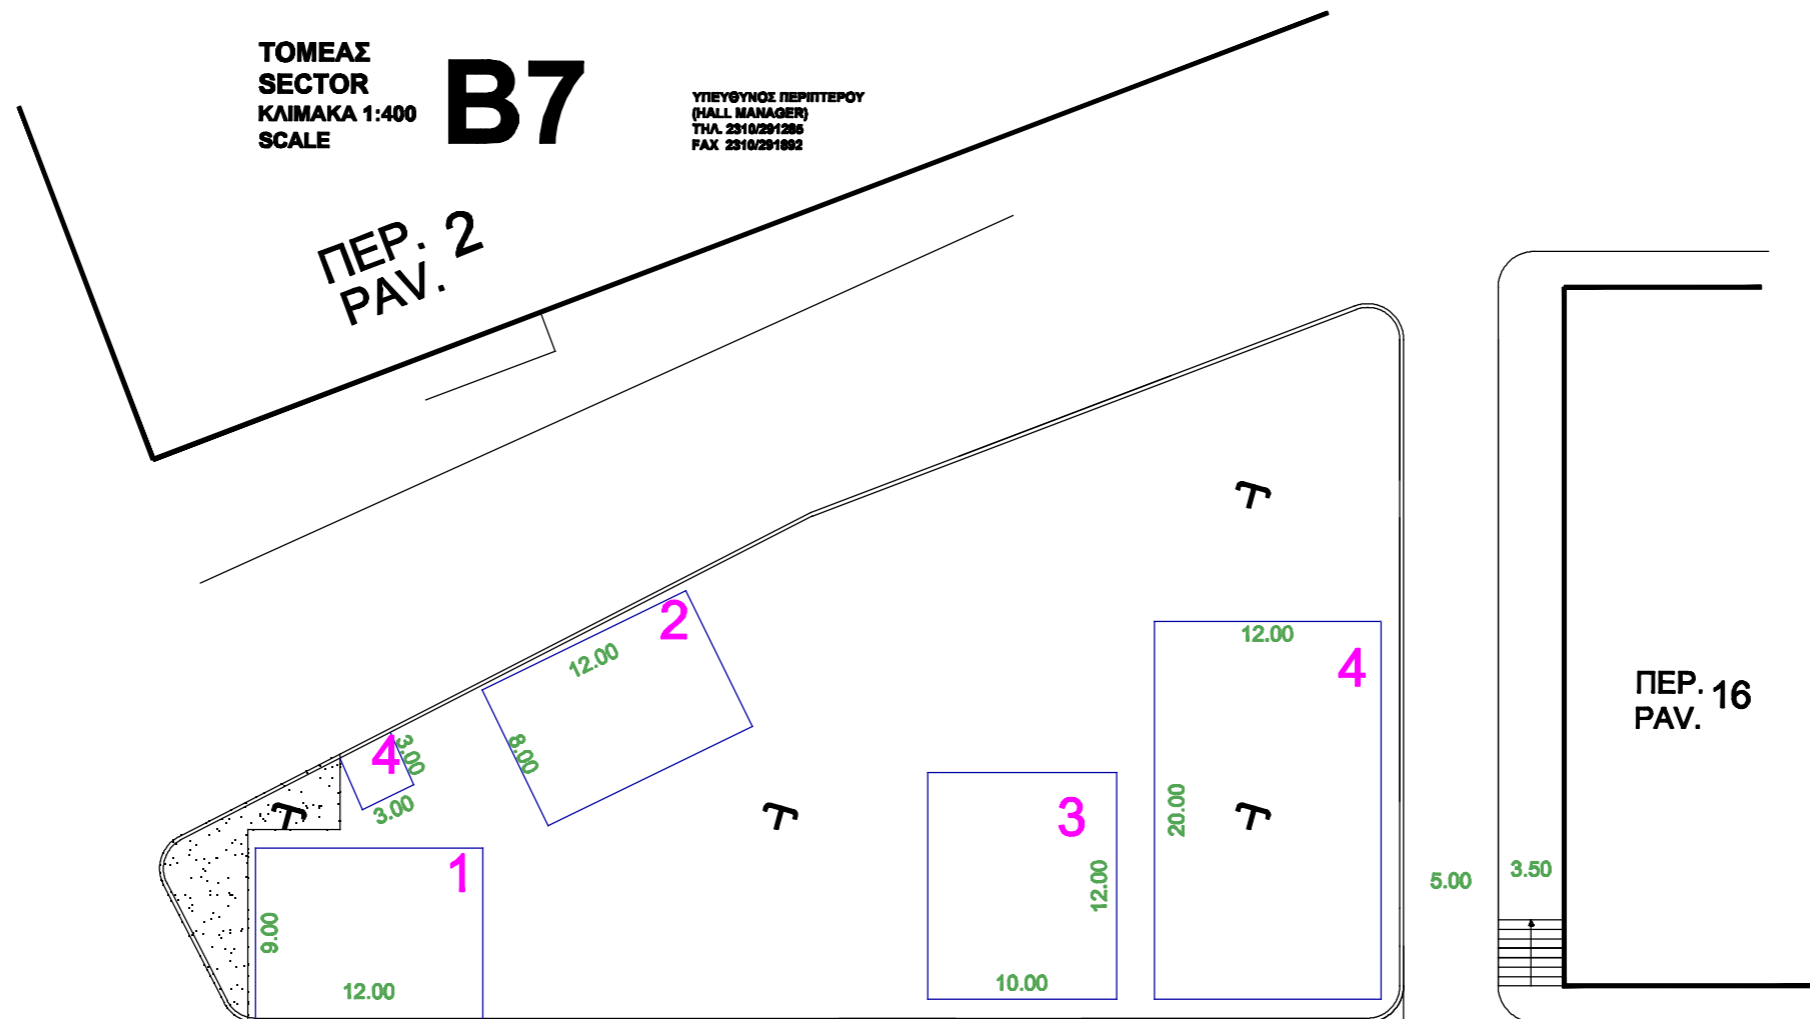 ΤΟΜΕΑΣ
SECTOR
ΚΛΙΜΑΚΑ 1:400
SCALE
B7
ΥΠΕΥΘΥΝΟΣ ΠΕΡΙΠΤΕΡΟΥ
(HALL MANAGER)
ΤΗΛ. 2310/291286
FAX 2310/291892
ΠΕΡ. 2
PAV.
2
12.00
8.00
4
3.00
3.00
1
9.00
12.00
3
12.00
10.00
12.00
4
20.00
5.00
3.50
ΠΕΡ. 16
PAV.